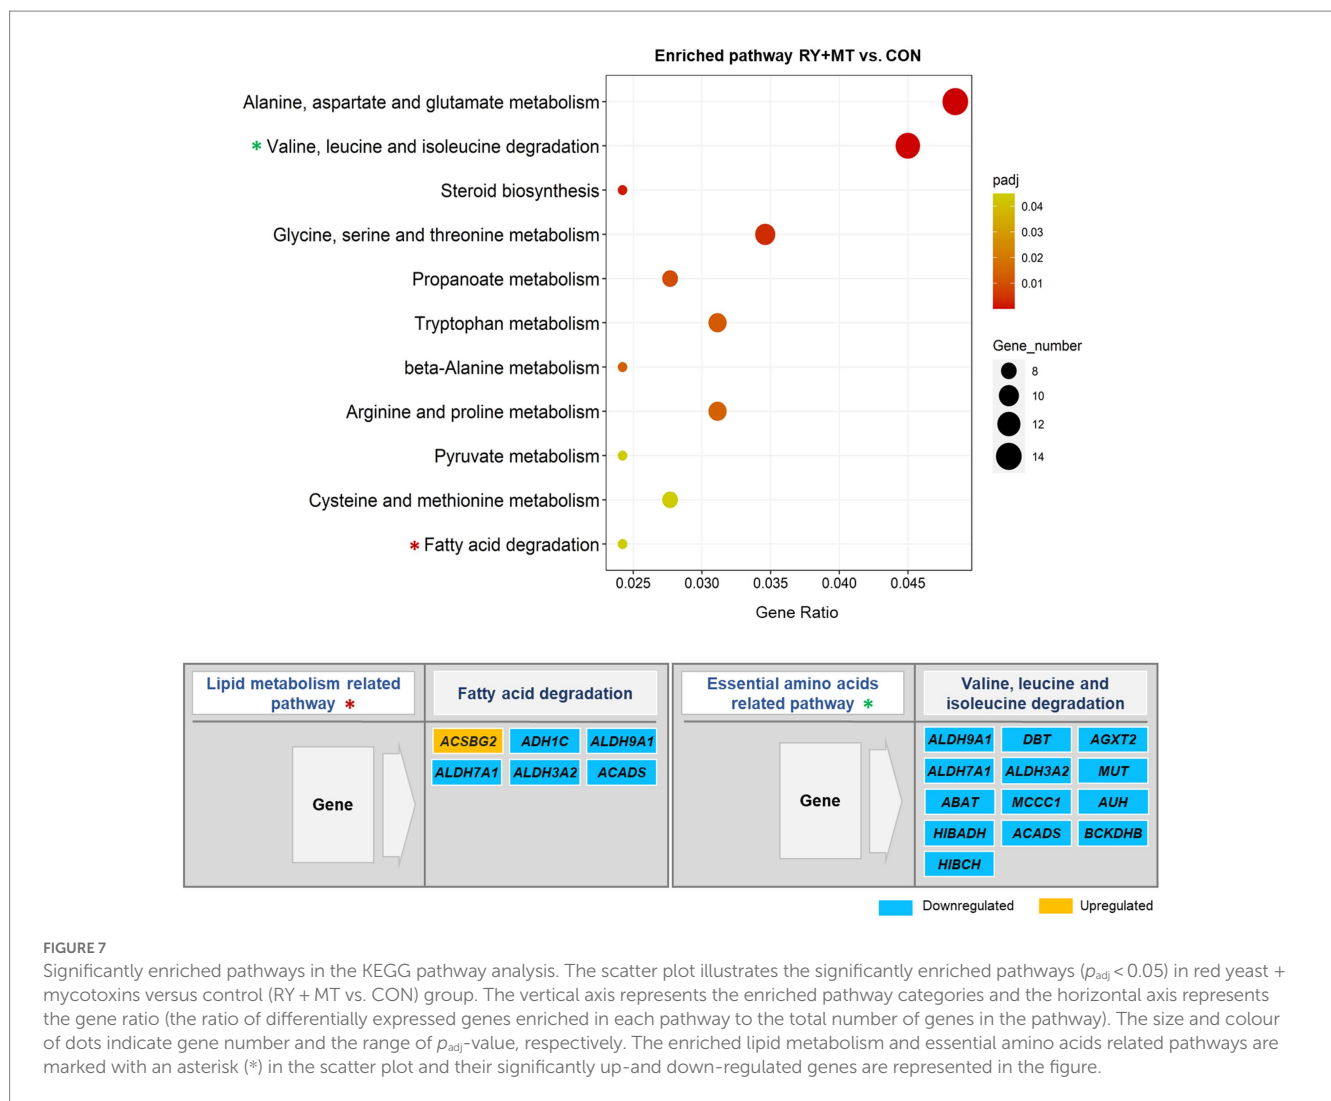 Enriched pathway RY+MT vs. CON
Alanine, aspartate and glutamate metabolism
* Valine, leucine and isoleucine degradation
Steroid biosynthesis
Glycine, serine and threonine metabolism
Propanoate metabolism
Tryptophan metabolism
beta-Alanine metabolism
Arginine and proline metabolism
Pyruvate metabolism
Cysteine and methionine metabolism
* Fatty acid degradation
0.025 0.030 0.035 0.040 0.045
Gene Ratio
padj
0.04
0.03
0.02
0.01
Gene_number
8
10
12
14
Lipid metabolism related
pathway *
Fatty acid degradation
Gene
ACSBG2 ADH1C ALDH9A1
ALDH7A1 ALDH3A2 ACADS
Essential amino acids
related pathway *
Valine, leucine and
isoleucine degradation
Gene
ALDH9A1 DBT AGXT2
ALDH7A1 ALDH3A2 MUT
ABAT MCCC1 AUH
HIBADH ACADS BCKDHB
HIBCH
Downregulated Upregulated
FIGURE 7
Significantly enriched pathways in the KEGG pathway analysis. The scatter plot illustrates the significantly enriched pathways (padj < 0.05) in red yeast +
mycotoxins versus control (RY + MT vs. CON) group. The vertical axis represents the enriched pathway categories and the horizontal axis represents
the gene ratio (the ratio of differentially expressed genes enriched in each pathway to the total number of genes in the pathway). The size and colour
of dots indicate gene number and the range of padj-value, respectively. The enriched lipid metabolism and essential amino acids related pathways are
marked with an asterisk (*) in the scatter plot and their significantly up-and down-regulated genes are represented in the figure.